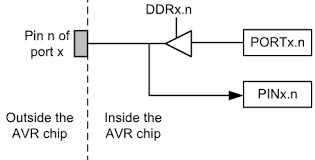 DDRx.n
Pin n of
port x
PORTx.n
PINx.n
Outside the
AVR chip
Inside the
AVR chip